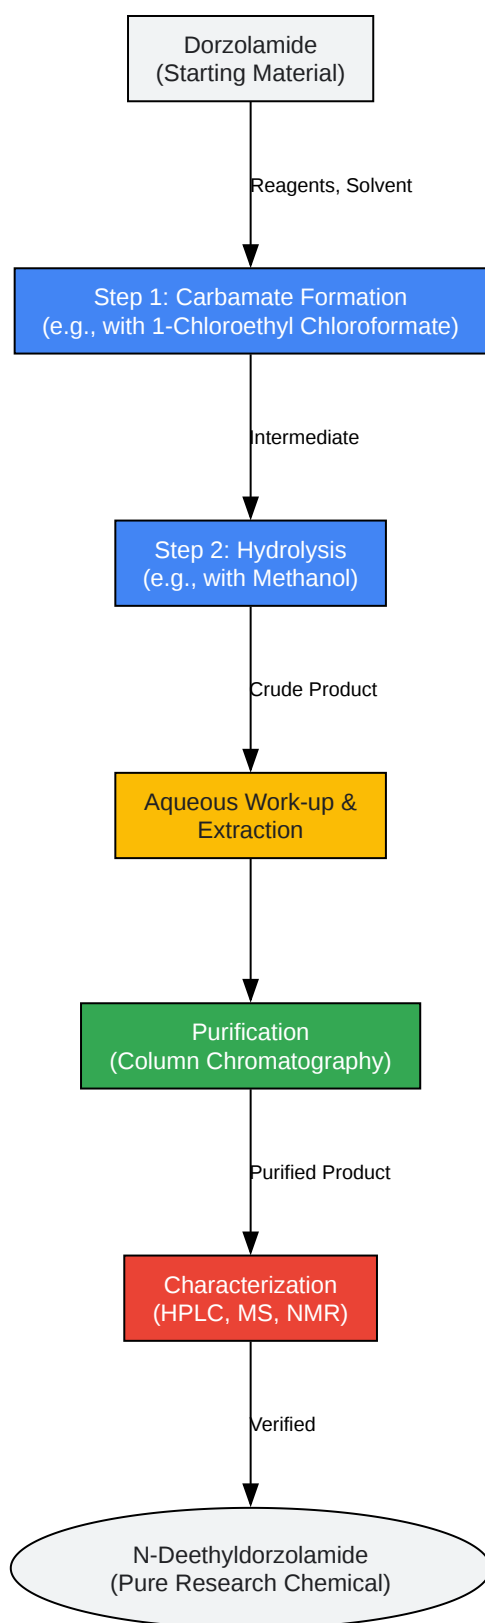 Dorzolamide
(Starting Material)
Reagents, Solvent
Step 1: Carbamate Formation
(e.g., with 1-Chloroethyl Chloroformate)
Intermediate
Step 2: Hydrolysis
(e.g., with Methanol)
Crude Product
Aqueous Work-up &
Extraction
Purification
(Column Chromatography)
Purified Product
Characterization
(HPLC, MS, NMR)
Verified
N-Deethyldorzolamide
(Pure Research Chemical)